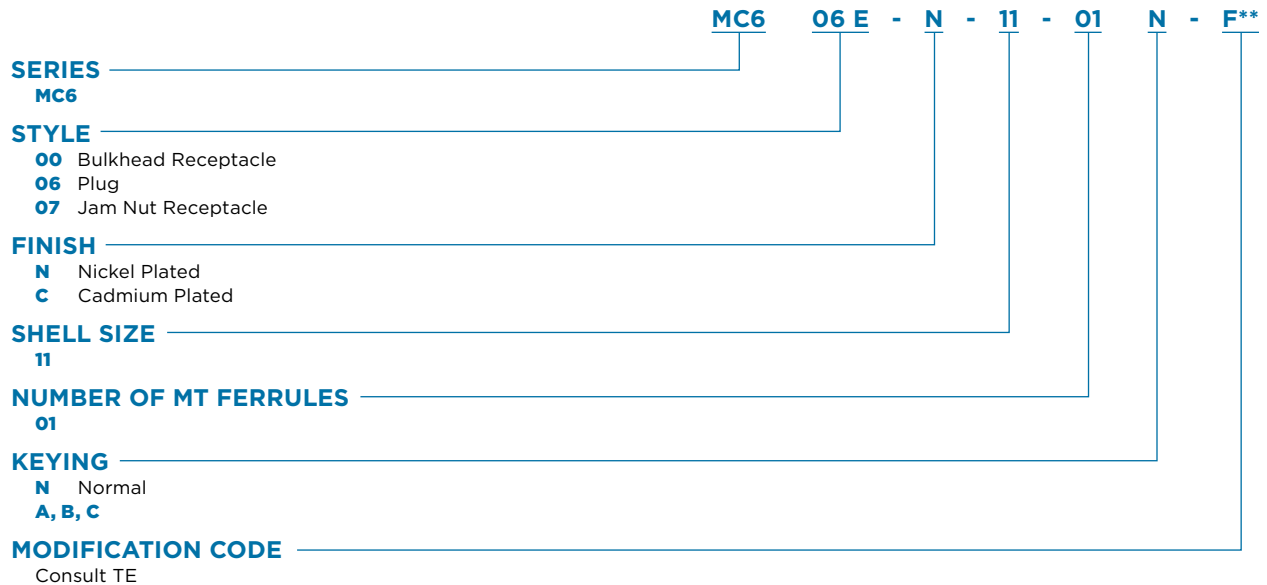 MC6 06 E - N - 11 - 01 N - F**
SERIES
MC6
STYLE
00 Bulkhead Receptacle
06 Plug
07 Jam Nut Receptacle
FINISH
N Nickel Plated
C Cadmium Plated
SHELL SIZE
11
NUMBER OF MT FERRULES
01
KEYING
N Normal
A, B, C
MODIFICATION CODE
Consult TE